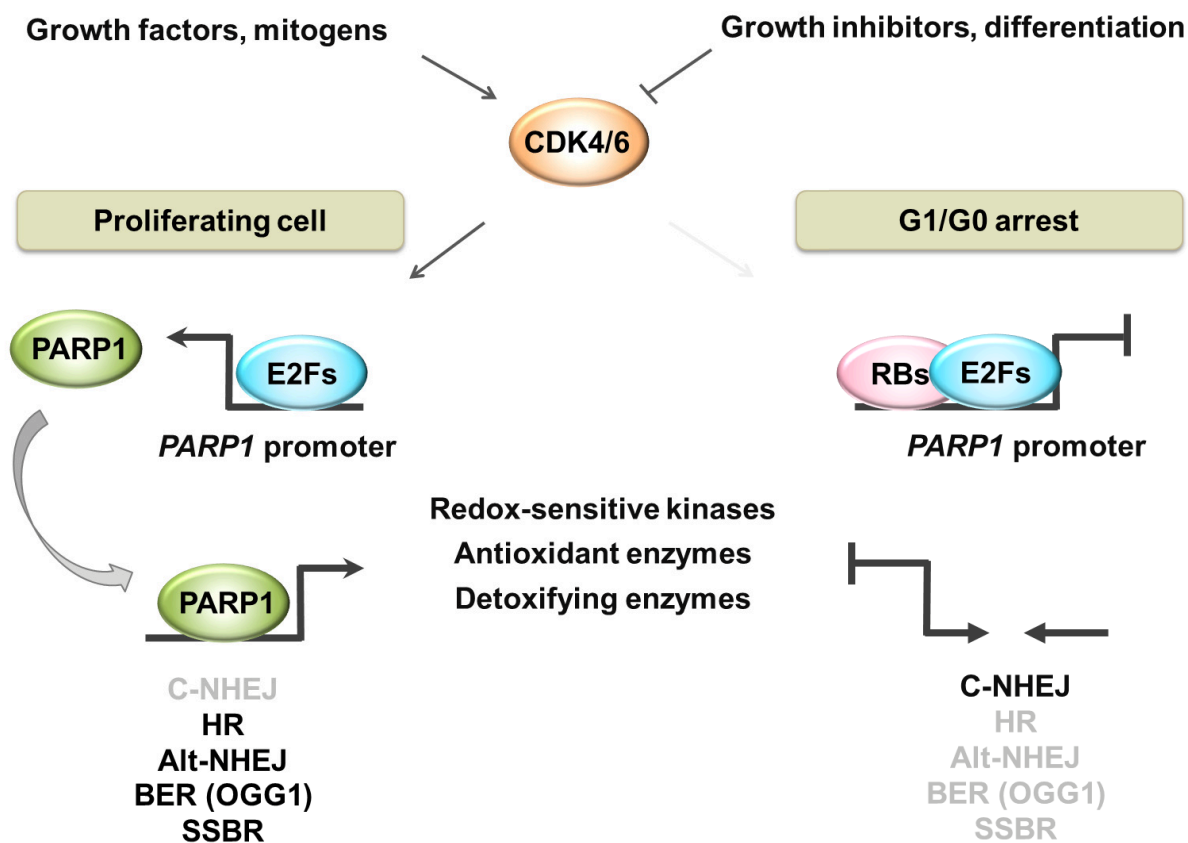 Growth factors, mitogens
Growth inhibitors, differentiation
CDK4/6
Proliferating cell
G1/G0 arrest
PARP1
E2Fs
RBs
E2Fs
PARP1 promoter
PARP1 promoter
Redox-sensitive kinases
Antioxidant enzymes
Detoxifying enzymes
PARP1
C-NHEJ
HR
Alt-NHEJ
BER (OGG1)
SSBR
C-NHEJ
HR
Alt-NHEJ
BER (OGG1)
SSBR